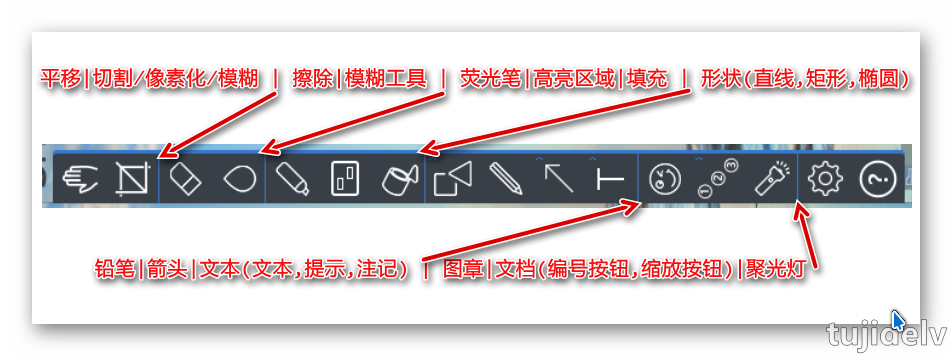 平移|切割/像素化/模糊 | 擦除|模糊工具 | 荧光笔|高亮区域|填充 | 形状(直线,矩形,椭圆)
1 2 3 ?
铅笔|箭头|文本(文本,提示,注记) | 图章|文档(编号按钮,缩放按钮)|聚光灯
tujidelv